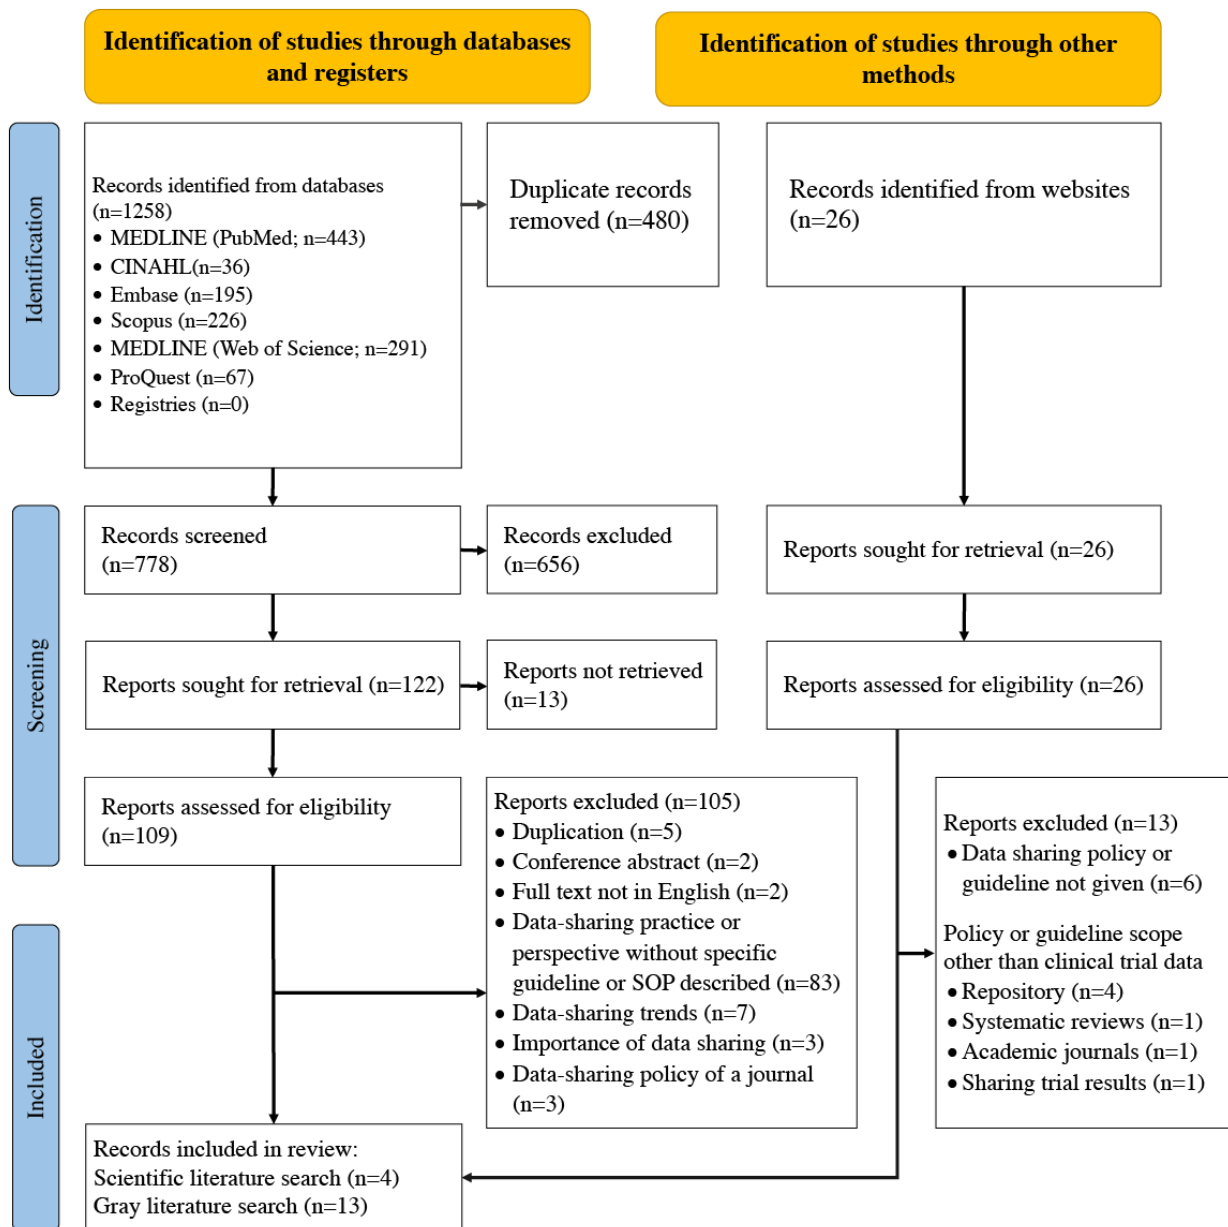 Identification of studies through databases
and registers
Identification of studies through other
methods
Identification
Records identified from databases
(n=1258)
• MEDLINE (PubMed; n=443)
• CINAHL(n=36)
• Embase (n=195)
• Scopus (n=226)
• MEDLINE (Web of Science; n=291)
• ProQuest (n=67)
• Registries (n=0)
Duplicate records
removed (n=480)
Records identified from websites
(n=26)
Screening
Records screened
(n=778)
Records excluded
(n=656)
Reports sought for retrieval (n=26)
Reports sought for retrieval (n=122)
Reports not retrieved
(n=13)
Reports assessed for eligibility (n=26)
Reports assessed for eligibility
(n=109)
Reports excluded (n=105)
• Duplication (n=5)
• Conference abstract (n=2)
• Full text not in English (n=2)
• Data-sharing practice or
perspective without specific
guideline or SOP described (n=83)
• Data-sharing trends (n=7)
• Importance of data sharing (n=3)
• Data-sharing policy of a journal
(n=3)
Reports excluded (n=13)
• Data sharing policy or
guideline not given (n=6)
Policy or guideline scope
other than clinical trial data
• Repository (n=4)
• Systematic reviews (n=1)
• Academic journals (n=1)
• Sharing trial results (n=1)
Included
Records included in review:
Scientific literature search (n=4)
Gray literature search (n=13)